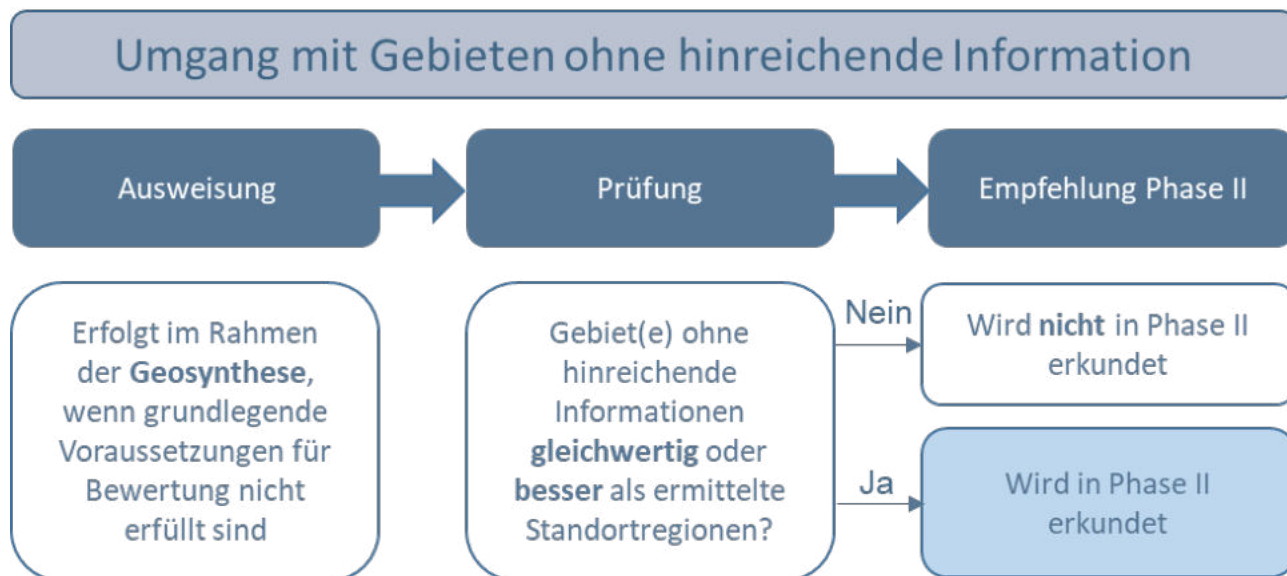 Umgang mit Gebieten ohne hinreichende Information
Ausweisung
Prüfung
Empfehlung Phase II
Erfolgt im Rahmen
der Geosynthese,
wenn grundlegende
Voraussetzungen für
Bewertung nicht
erfüllt sind
Gebiet(e) ohne
hinreichende
Informationen
gleichwertig oder
besser als ermittelte
Standortregionen?
Nein
Wird nicht in Phase II
erkundet
Ja
Wird in Phase II
erkundet